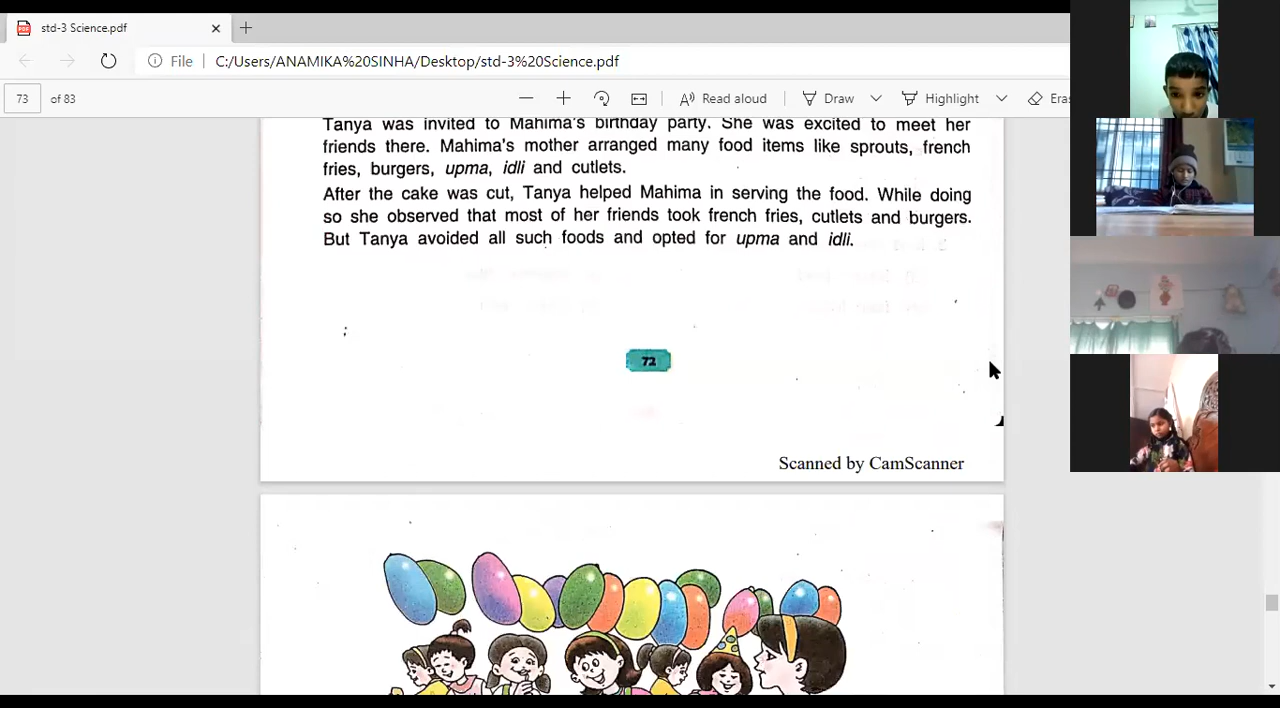 std-3 Science.pdf
File C:/Users/ANAMIKA%20SINHA/Desktop/std-3%20Science.pdf
73 of 83 Read aloud Draw Highlight Eras
Tanya was invited to Mahima's birthday party. She was excited to meet her
friends there. Mahima's mother arranged many food items like sprouts, french
fries, burgers, upma, idli and cutlets.
After the cake was cut, Tanya helped Mahima in serving the food. While doing
so she observed that most of her friends took french fries, cutlets and burgers.
But Tanya avoided all such foods and opted for upma and idli.
72
Scanned by CamScanner